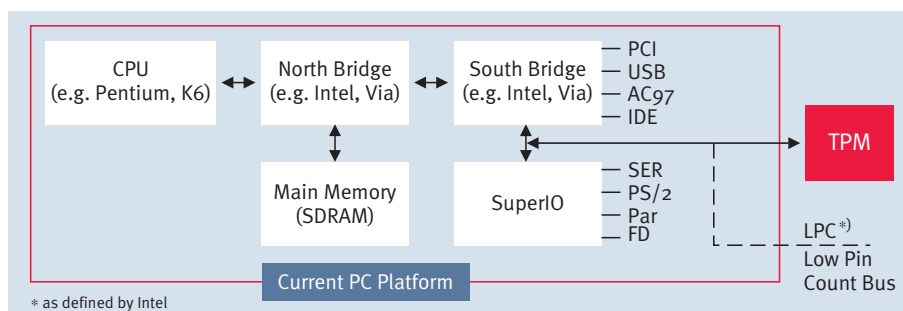 CPU
(e.g. Pentium, K6)
North Bridge
(e.g. Intel, Via)
South Bridge
(e.g. Intel, Via)
PCI
USB
AC97
IDE
TPM
Main Memory
(SDRAM)
SuperIO
SER
PS/2
Par
FD
LPC *)
Low Pin
Count Bus
Current PC Platform
* as defined by Intel